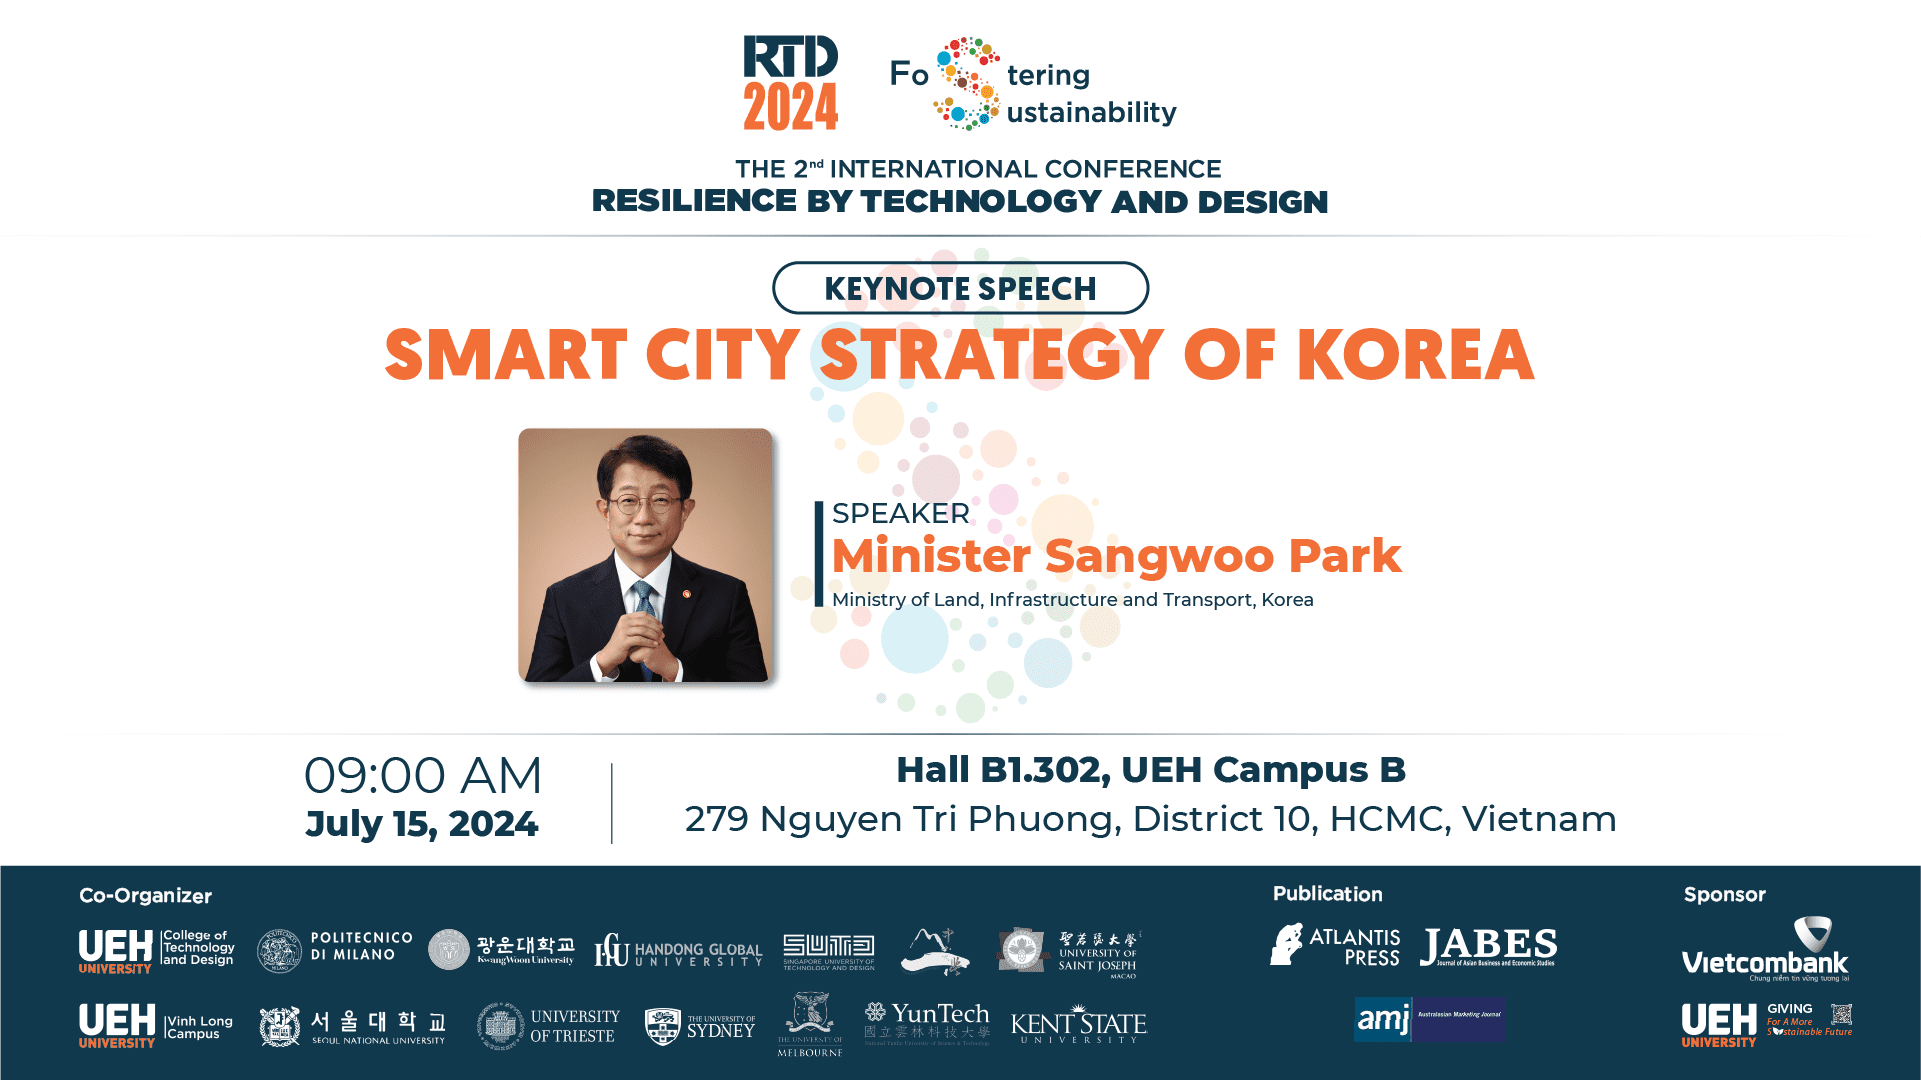 RTD
2024
Fostering
Sustainability
THE 2nd INTERNATIONAL CONFERENCE
RESILIENCE BY TECHNOLOGY AND DESIGN
KEYNOTE SPEECH
SMART CITY STRATEGY OF KOREA
SPEAKER
Minister Sangwoo Park
Ministry of Land, Infrastructure and Transport, Korea
09:00 AM
July 15, 2024
Hall B1.302, UEH Campus B
279 Nguyen Tri Phuong, District 10, HCMC, Vietnam
Co-Organizer
UEH
UNIVERSITY
College of
Technology
and Design
POLITECNICO
DI MILANO
광운대학교
KwangWoon University
HGU
HANDONG GLOBAL
UNIVERSITY
SUTD
SINGAPORE UNIVERSITY OF
TECHNOLOGY AND DESIGN
聖若瑟大學
UNIVERSITY OF
SAINT JOSEPH
MACAO
UEH
UNIVERSITY
Vinh Long
Campus
서울대학교
SEOUL NATIONAL UNIVERSITY
UNIVERSITY
OF TRIESTE
THE UNIVERSITY OF
SYDNEY
THE UNIVERSITY OF
MELBOURNE
YunTech
國立雲林科技大學
National Yunlin University of Science & Technology
KENT STATE
UNIVERSITY
Publication
ATLANTIS
PRESS
JABES
Journal of Asian Business and Economic Studies
amj
Australasian Marketing Journal
Sponsor
Vietcombank
Chung niềm tin vững tương lai
UEH
UNIVERSITY
GIVING
For A More
Sustainable Future